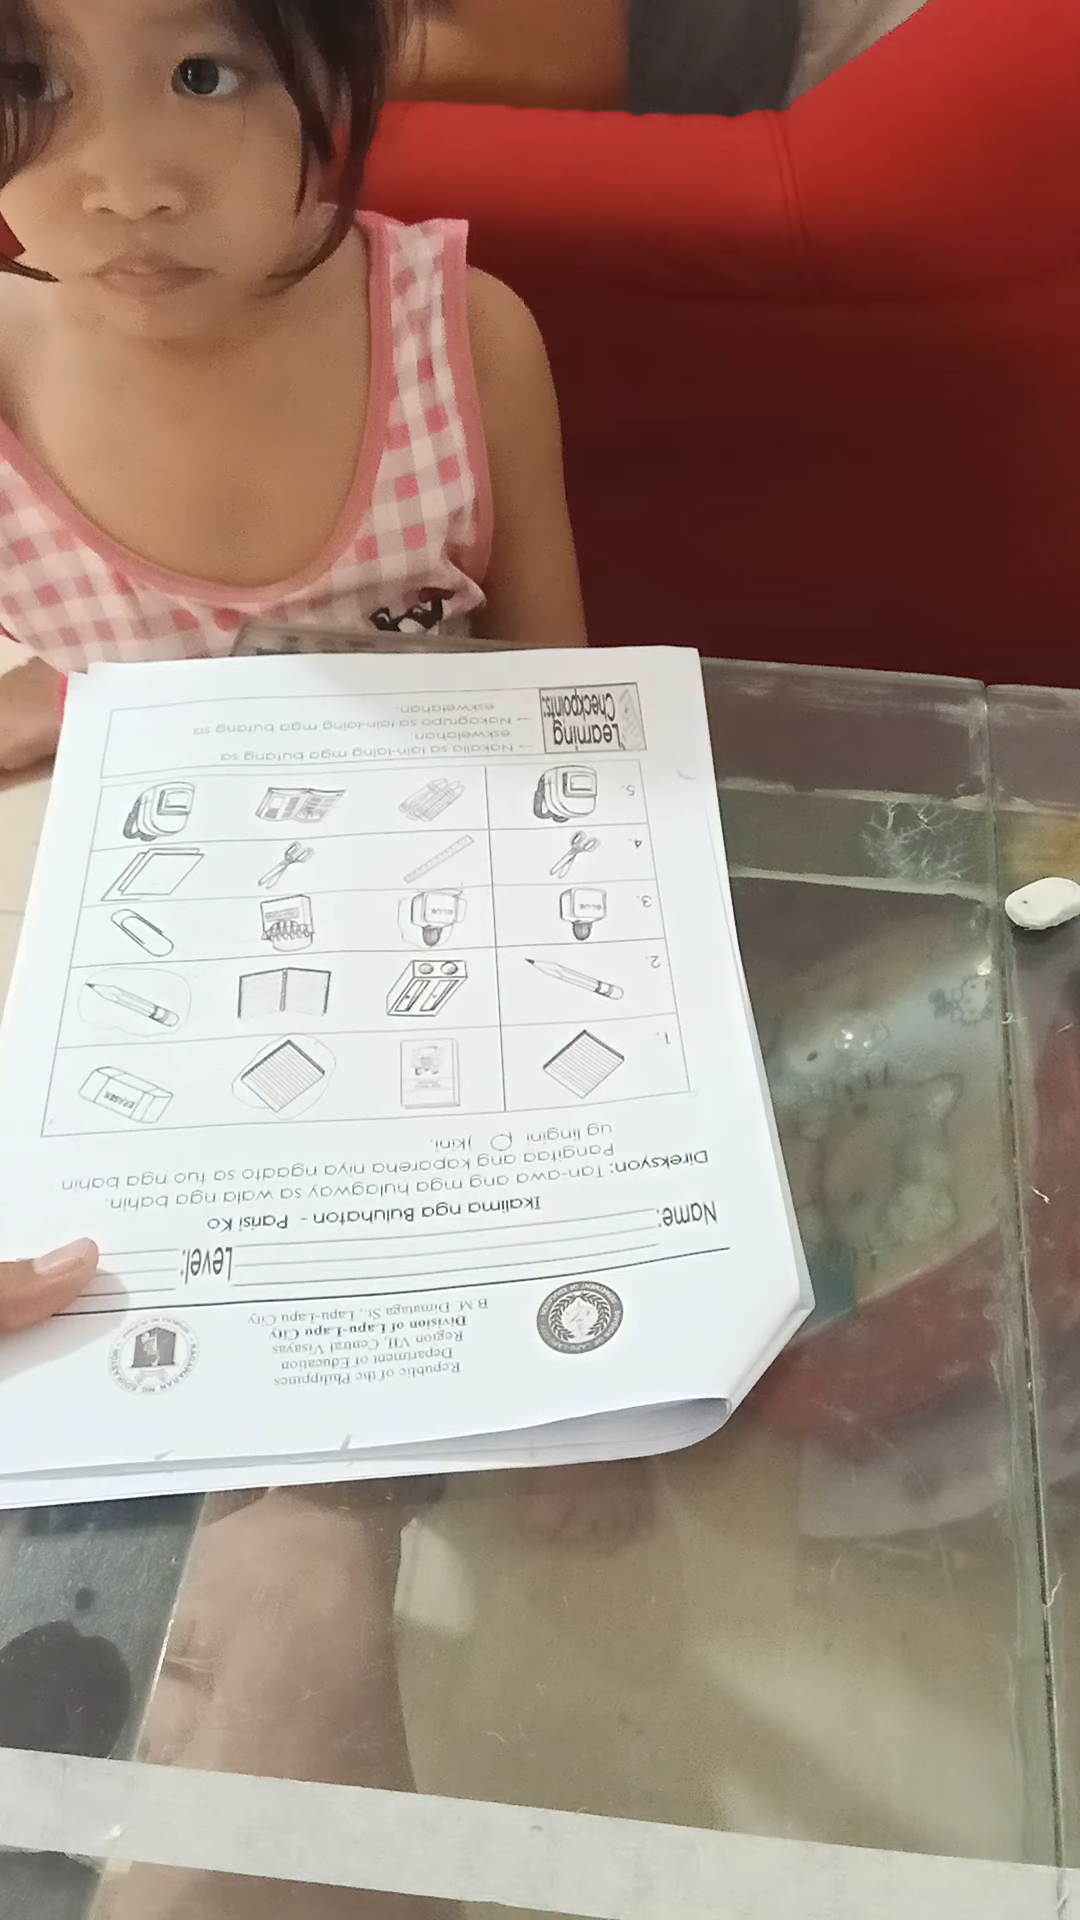 Republic of the Philippines
Department of Education
Region VII, Central Visayas
Division of Lapu-Lapu City
B.M. Dimataga St., Lapu-Lapu City
Name: Level:
Ikalima nga Buluhaton - Parisi Ko
Direksyon: Tan-awa ang mga hulagway sa wala nga bahin.
Pangitaa ang kapareha niya ngadto sa tuo nga bahin
ug lingini ( ) kini.
1.
ERASER
2.
3.
GLUE
GLUE
4.
5.
Learning
Checkpoints:
→ Nakaila sa lain-laing mga butang sa
eskwelahan.
→ Nakagrupo sa lain-laing mga butang sa
eskwelahan.